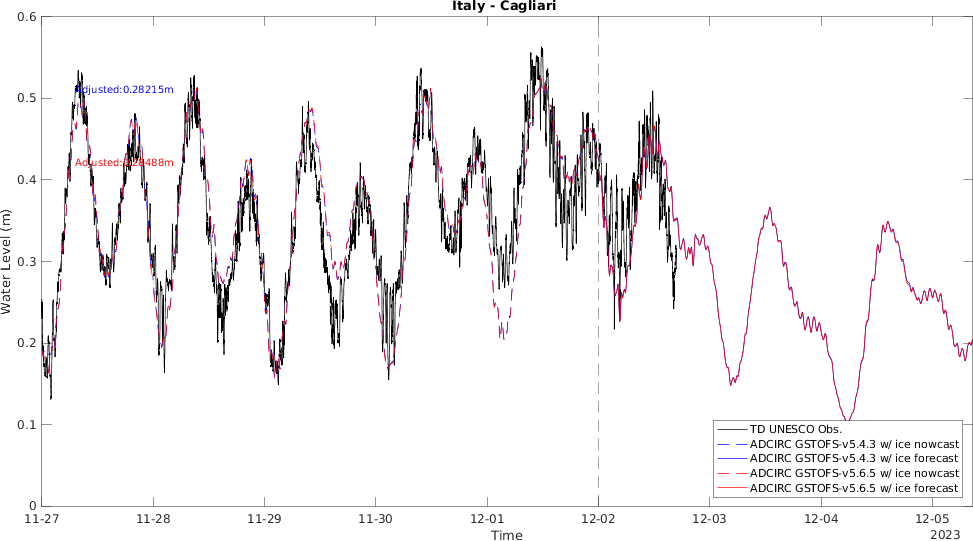 Italy - Cagliari
0.6
0.5
0.4
0.3
0.2
0.1
0
Water Level (m)
Adjusted:0.28215m
11-27
11-28
11-29
11-30
12-01
12-02
12-03
12-04
12-05
Time
2023
TD UNESCO Obs.
ADCIRC GSTOFS-v5.4.3 w/ ice nowcast
ADCIRC GSTOFS-v5.4.3 w/ ice forecast
ADCIRC GSTOFS-v5.6.5 w/ ice nowcast
ADCIRC GSTOFS-v5.6.5 w/ ice forecast